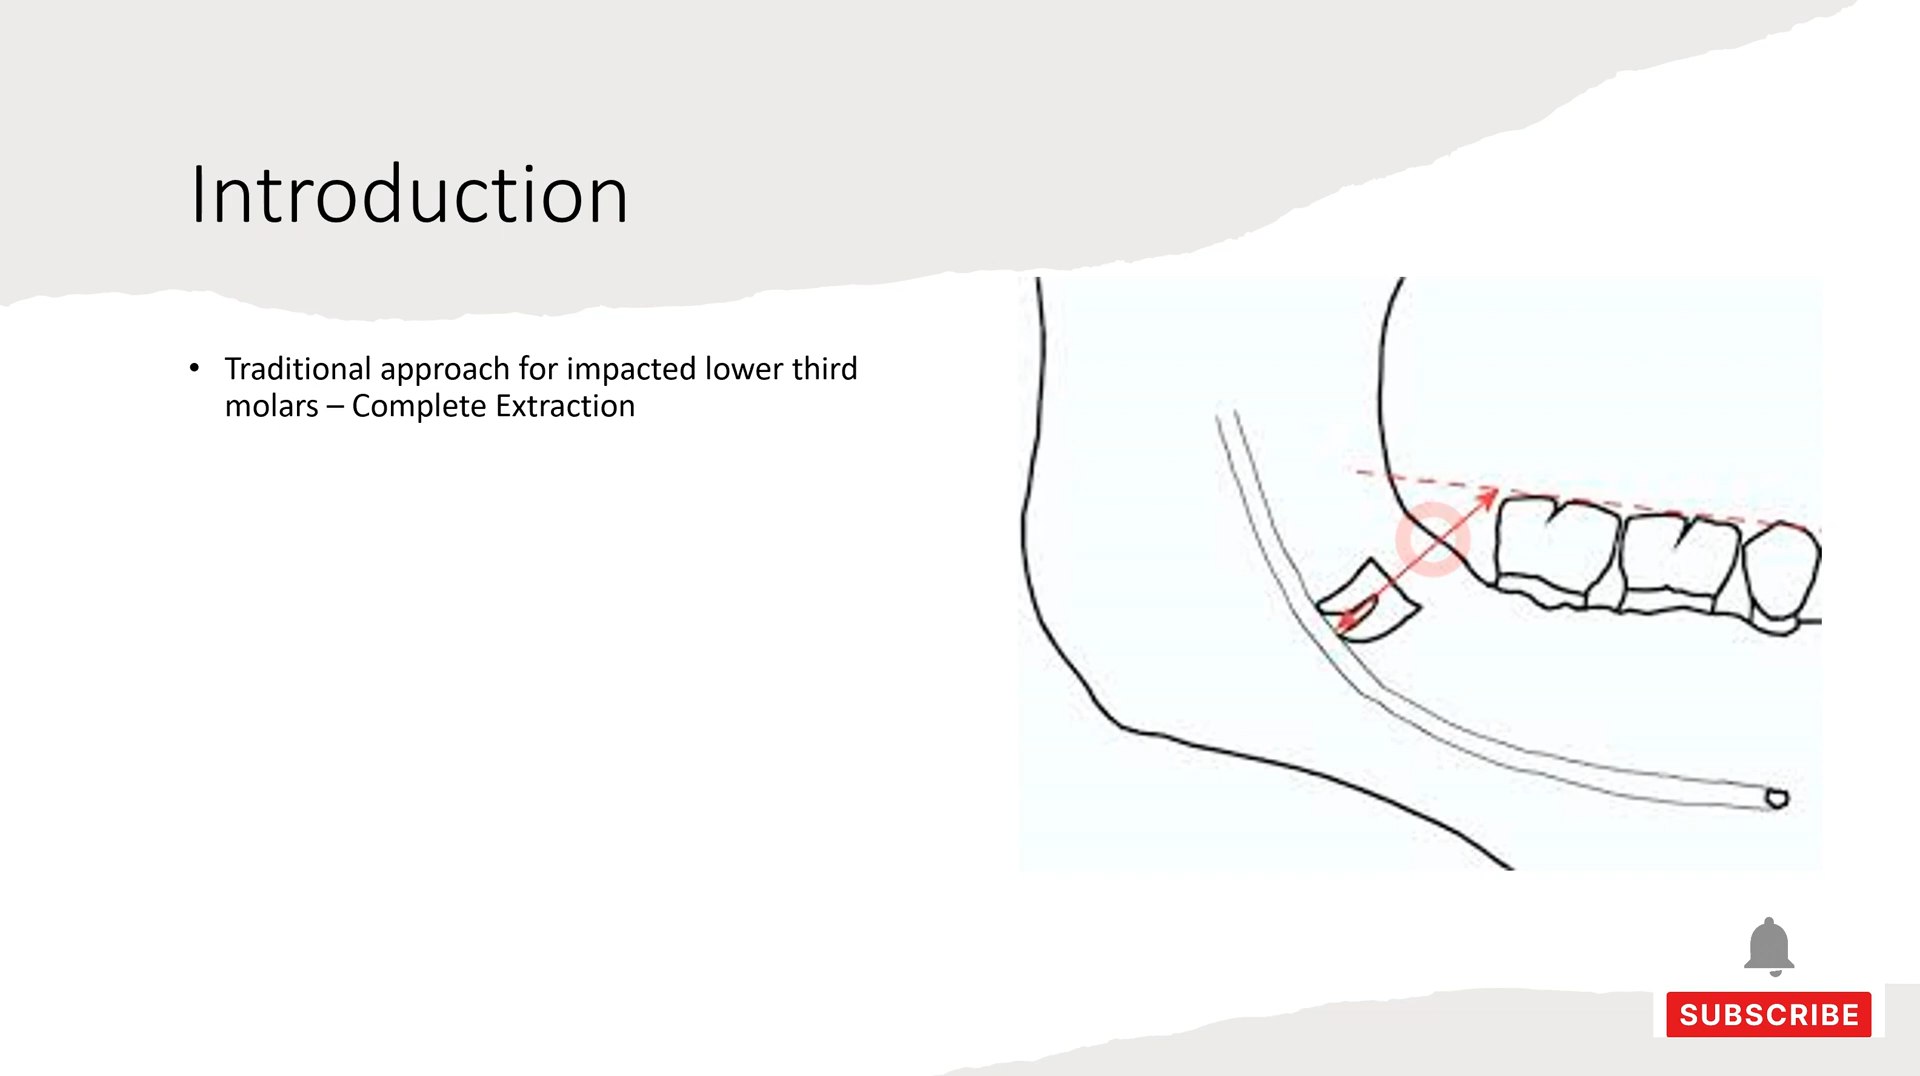 Introduction
• Traditional approach for impacted lower third
molars – Complete Extraction
SUBSCRIBE